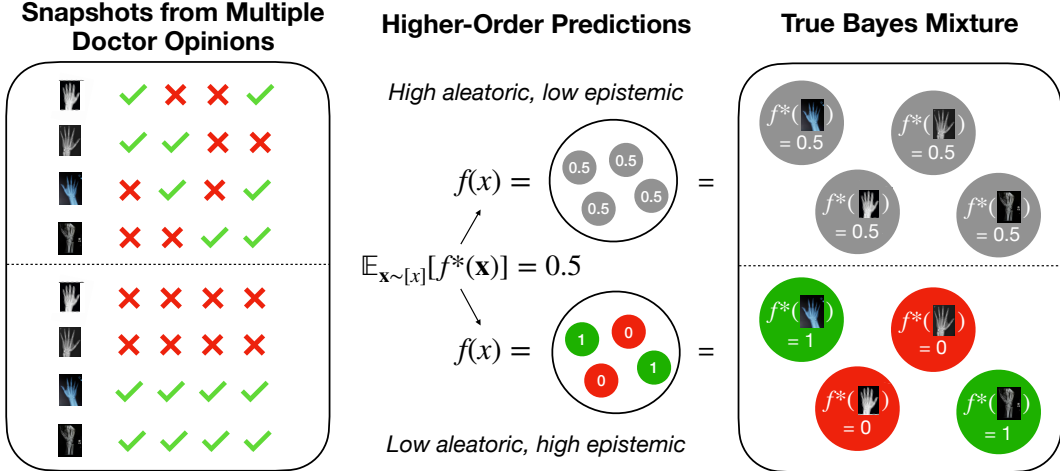 Snapshots from Multiple
Doctor Opinions
Higher-Order Predictions
True Bayes Mixture
High aleatoric, low epistemic
f(x) =
0.5
0.5
0.5
0.5
=
f*( )
= 0.5
f*( )
= 0.5
f*( )
= 0.5
f*( )
= 0.5
𝔼x∼[x][f*(x)] = 0.5
f(x) =
1
0
0
1
=
f*( )
= 1
f*( )
= 0
f*( )
= 0
f*( )
= 1
Low aleatoric, high epistemic